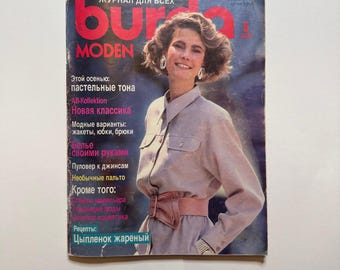 ЖУРНАЛ ДЛЯ ВСЕХ
burda
MODEN
Этой осенью:
пастельные тона
All-Kollektion
Новая классика
Модные варианты:
жакеты, юбки, брюки
Белье
своими руками
Пуловер к джинсам
Необычные пальто
Кроме того:
Рецепты:
Цыпленок жареный